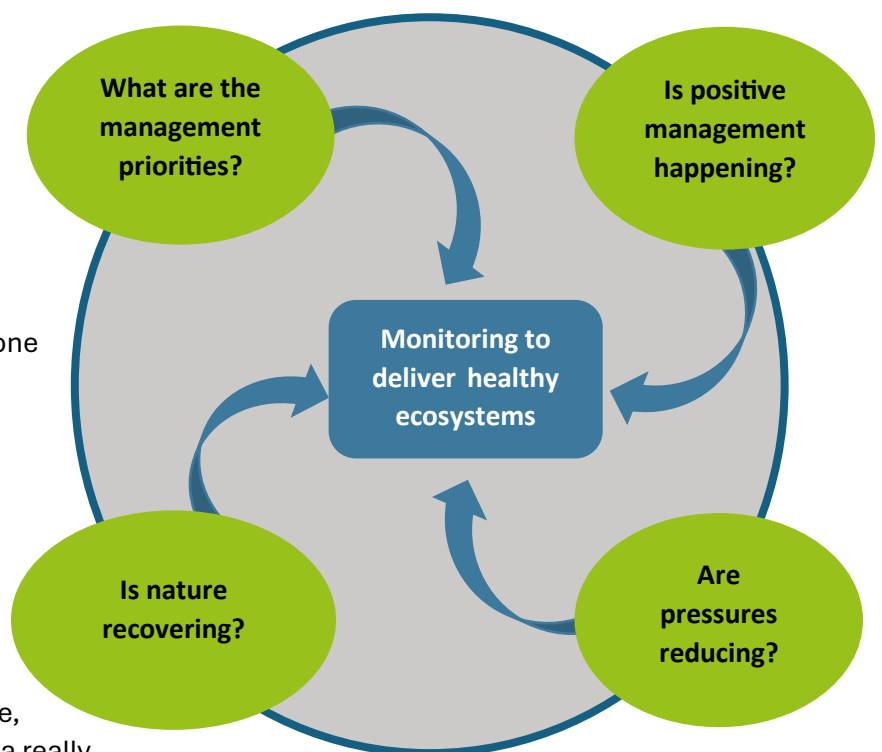 What are the
management
priorities?
Is positive
management
happening?
one
Monitoring to
deliver healthy
ecosystems
Is nature
recovering?
Are
pressures
reducing?
e,
a really